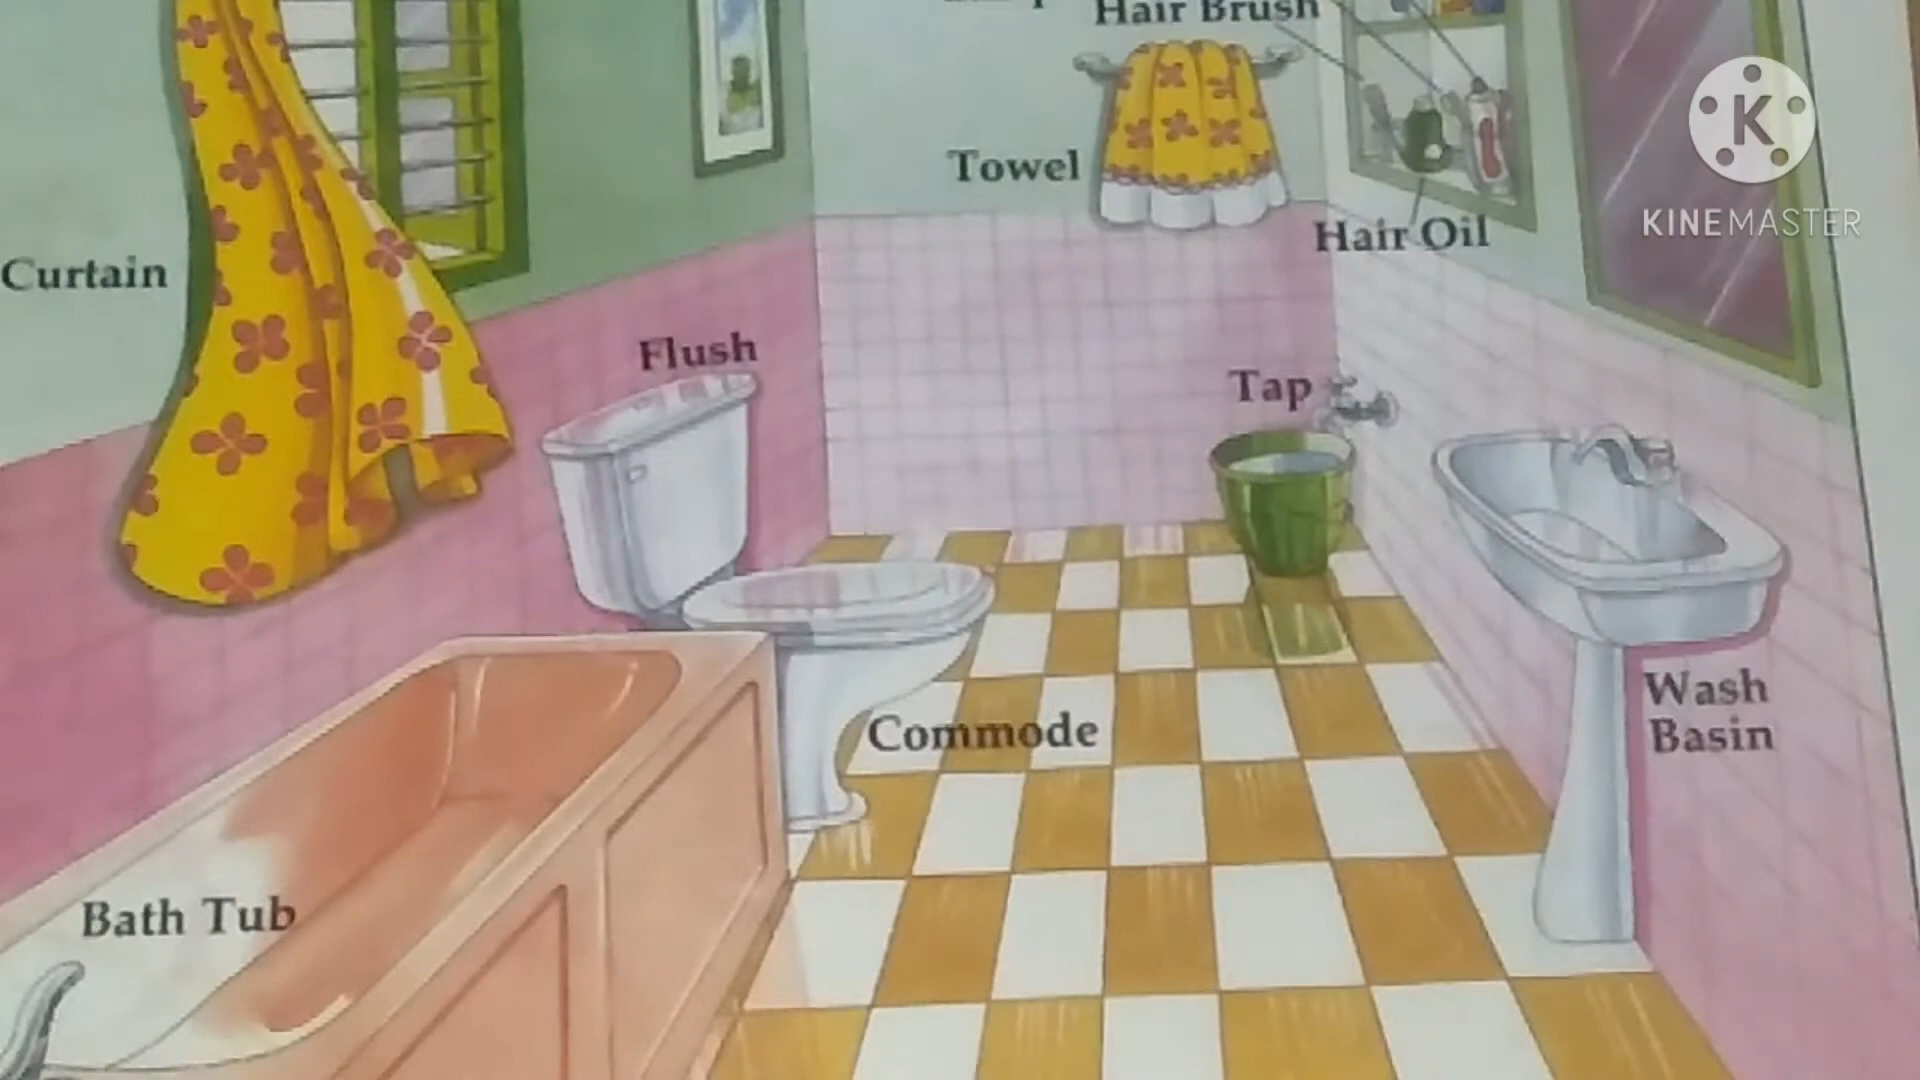 Hair Brush
Towel
Hair Oil
Curtain
Flush
Tap
Wash
Basin
Commode
Bath Tub
K
KINEMASTER